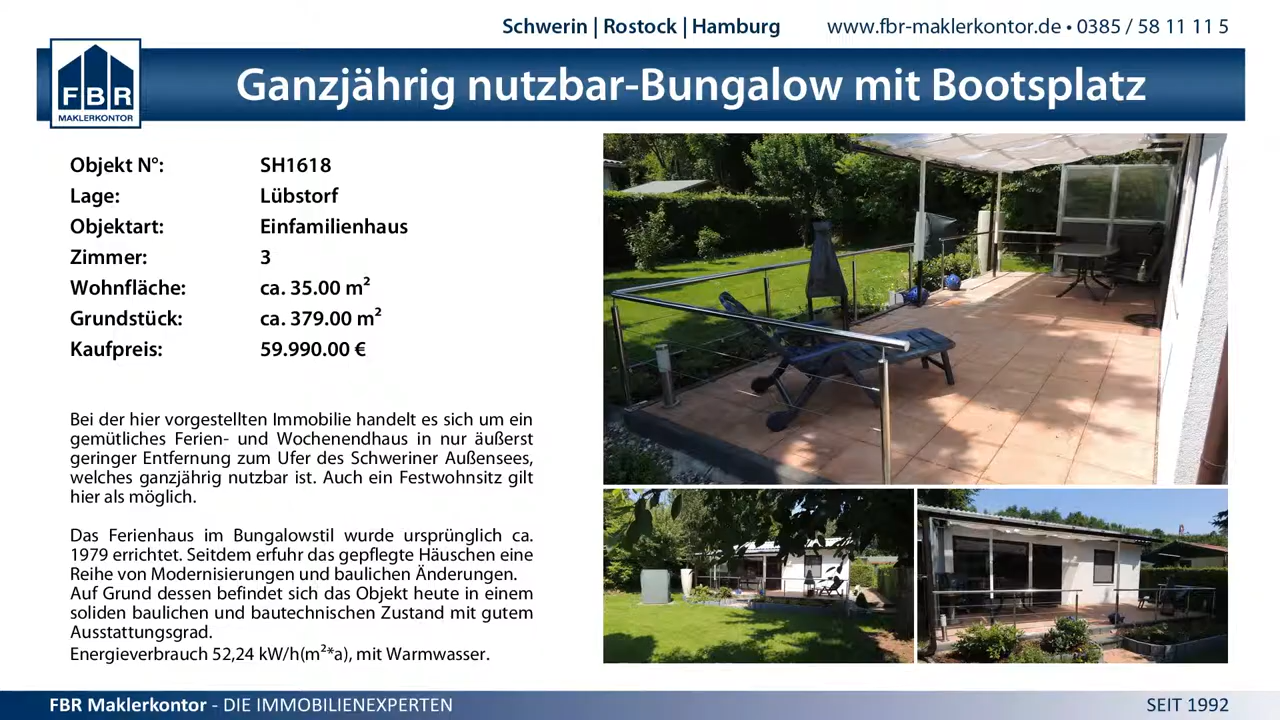 Schwerin | Rostock | Hamburg www.fbr-maklerkontor.de • 0385 / 58 11 11 5
FBR
MAKLERKONTOR
Ganzjährig nutzbar-Bungalow mit Bootsplatz
Objekt N°: SH1618
Lage: Lübstorf
Objektart: Einfamilienhaus
Zimmer: 3
Wohnfläche: ca. 35.00 m²
Grundstück: ca. 379.00 m²
Kaufpreis: 59.990.00 €
Bei der hier vorgestellten Immobilie handelt es sich um ein
gemütliches Ferien- und Wochenendhaus in nur äußerst
geringer Entfernung zum Ufer des Schweriner Außensees,
welches ganzjährig nutzbar ist. Auch ein Festwohnsitz gilt
hier als möglich.
Das Ferienhaus im Bungalowstil wurde ursprünglich ca.
1979 errichtet. Seitdem erfuhr das gepflegte Häuschen eine
Reihe von Modernisierungen und baulichen Änderungen.
Auf Grund dessen befindet sich das Objekt heute in einem
soliden baulichen und bautechnischen Zustand mit gutem
Ausstattungsgrad.
Energieverbrauch 52,24 kW/h(m²*a), mit Warmwasser.
FBR Maklerkontor - DIE IMMOBILIENEXPERTEN SEIT 1992